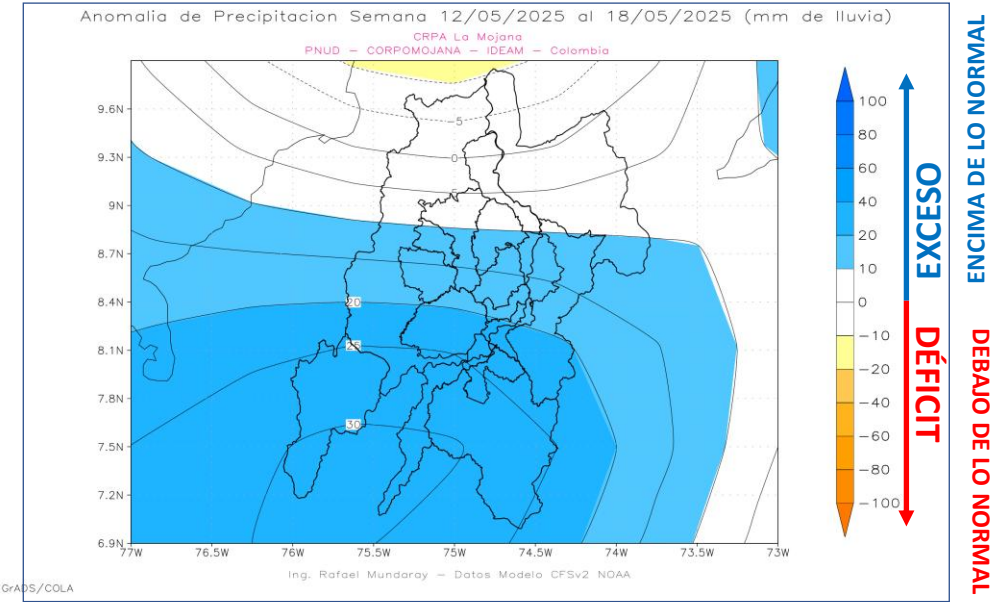 Anomalia de Precipitacion Semana 12/05/2025 al 18/05/2025 (mm de lluvia)
CRPA La Mojana
PNUD – CORPOMOJANA – IDEAM – Colombia
9.6N
9.3N
9N
8.7N
8.4N
8.1N
7.8N
7.5N
7.2N
6.9N
77W
76.5W
76W
75.5W
75W
74.5W
74W
73.5W
73W
-5
0
5
20
25
30
100
80
60
40
20
10
0
-10
-20
-40
-60
-80
-100
EXCESO
DÉFICIT
ENCIMA DE LO NORMAL
DEBAJO DE LO NORMAL
Ing. Rafael Mundaray – Datos Modelo CFSv2 NOAA
GrADS/COLA